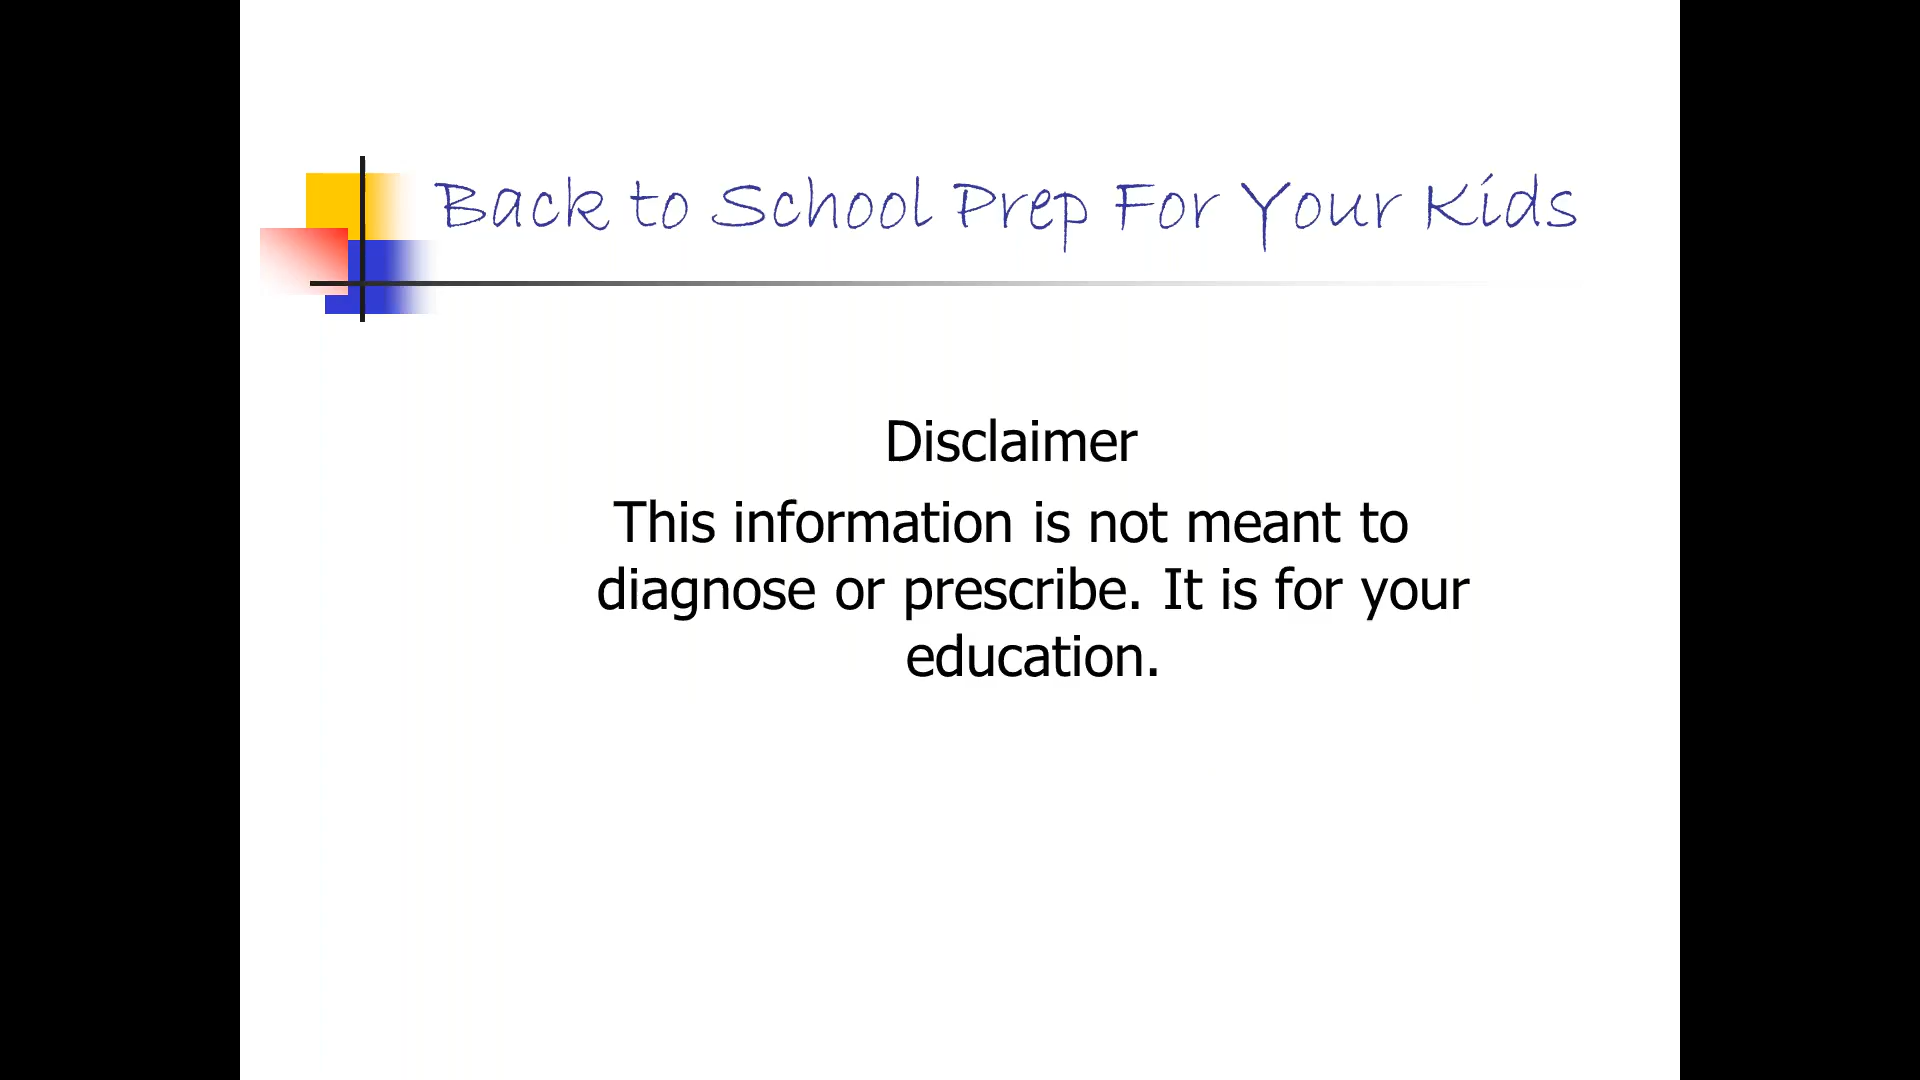 Back to School Prep For Your Kids
Disclaimer
This information is not meant to
diagnose or prescribe. It is for your
education.